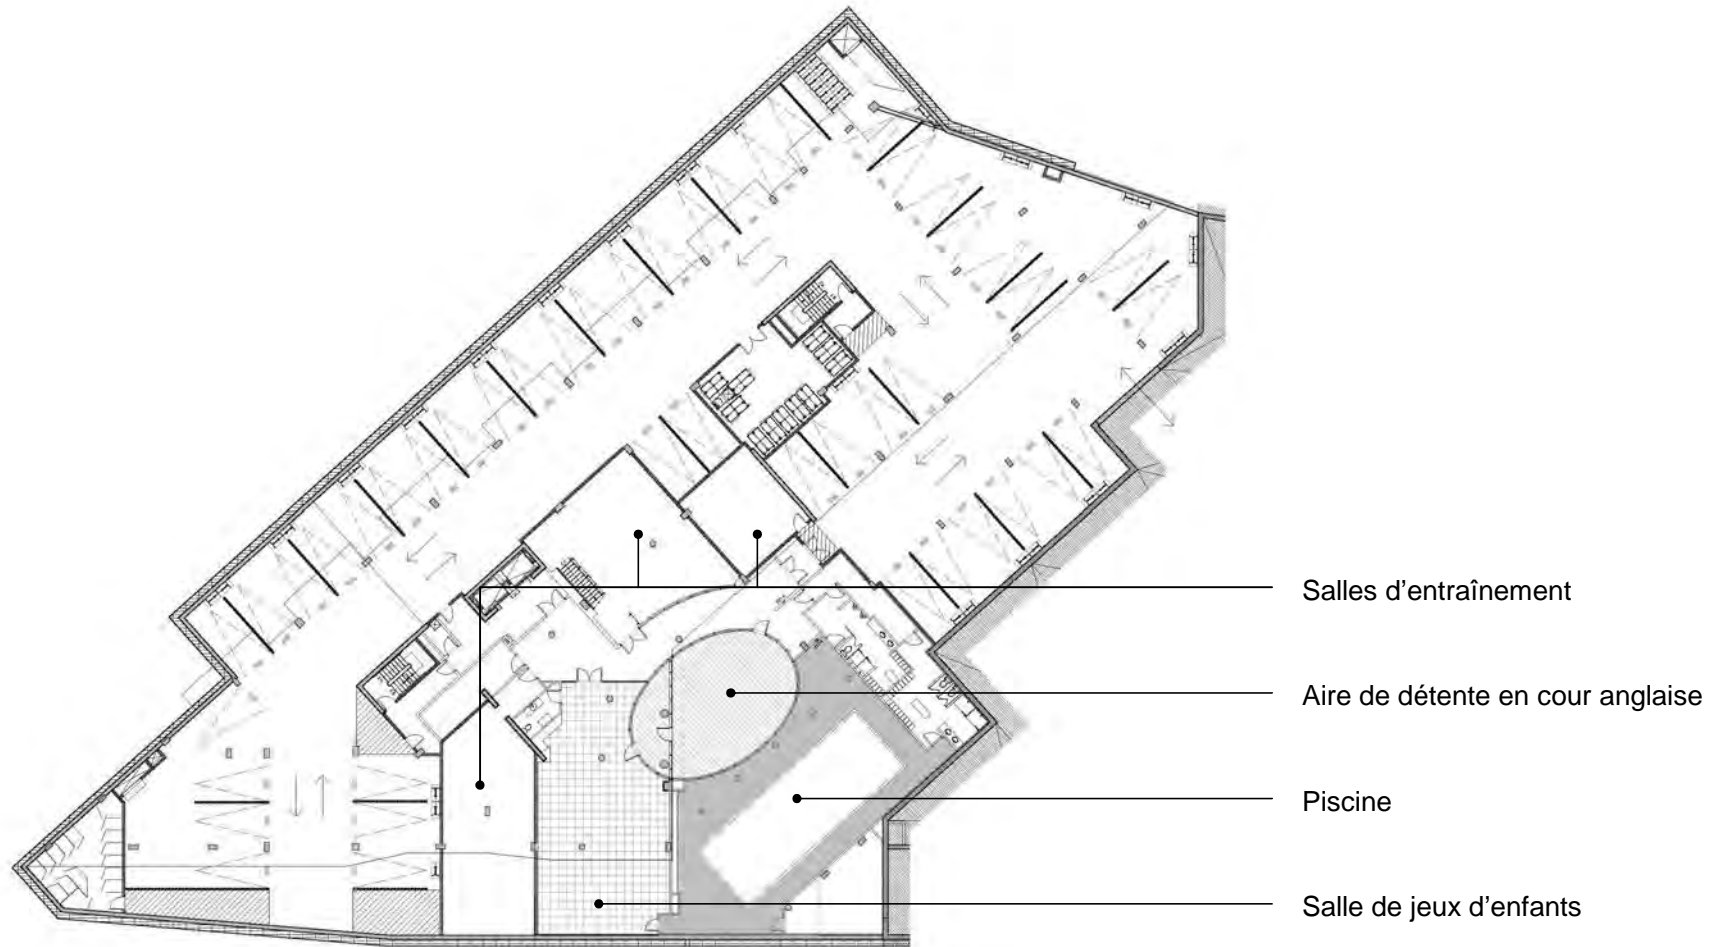 Salles d'entraînement
Aire de détente en cour anglaise
Piscine
Salle de jeux d'enfants